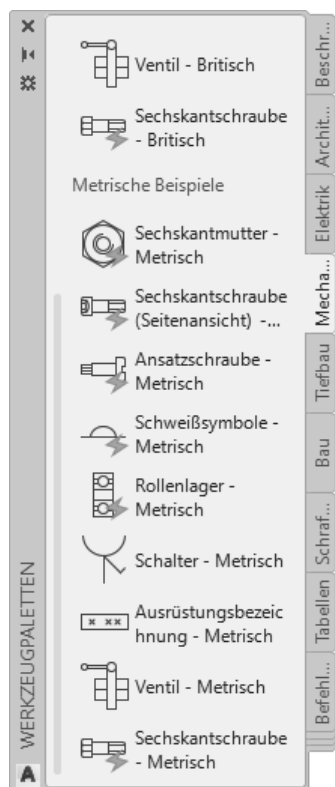 Ventil - Britisch
Sechskantschraube
- Britisch
Metrische Beispiele
Sechskantmutter -
Metrisch
Sechskantschraube
(Seitenansicht) -...
Ansatzschraube -
Metrisch
Schweißsymbole -
Metrisch
Rollenlager -
Metrisch
Schalter - Metrisch
Ausrüstungsbezeic
hnung - Metrisch
Ventil - Metrisch
Sechskantschraube
- Metrisch
WERKZEUGPALETTEN
A
Beschr...
Archit...
Elektrik
Mecha...
Tiefbau
Bau
Schraf...
Tabellen
Befehl...